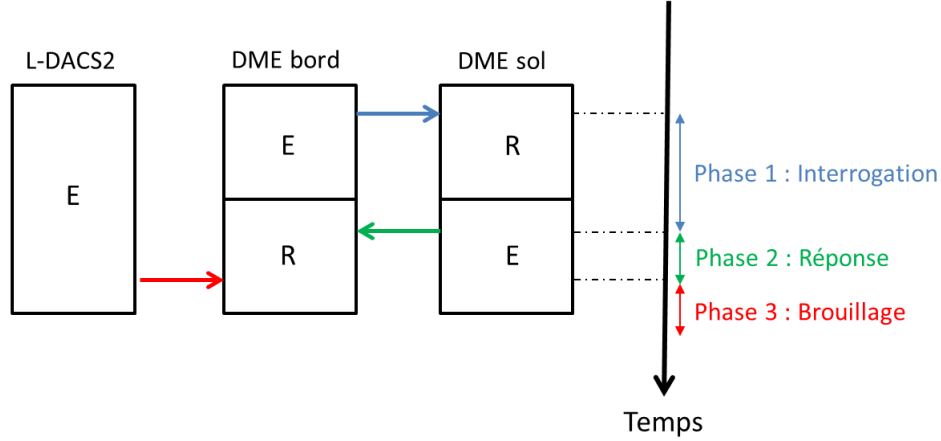 L-DACS2
DME bord
DME sol
E
E
R
R
E
Phase 1 : Interrogation
Phase 2 : Réponse
Phase 3 : Brouillage
Temps